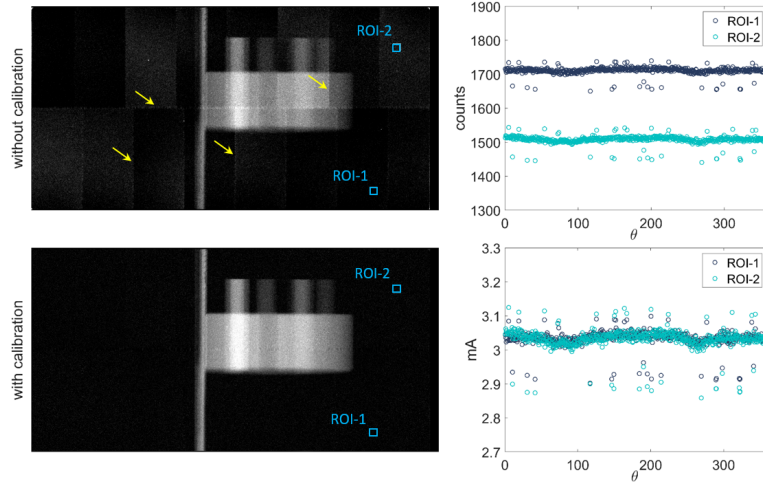 without calibration
ROI-2
ROI-1
1900
1800
1700
1600
1500
1400
1300
counts
0 100 200 300
θ
ROI-1
ROI-2
with calibration
ROI-2
ROI-1
3.3
3.2
3.1
3
2.9
2.8
2.7
mA
0 100 200 300
θ
ROI-1
ROI-2